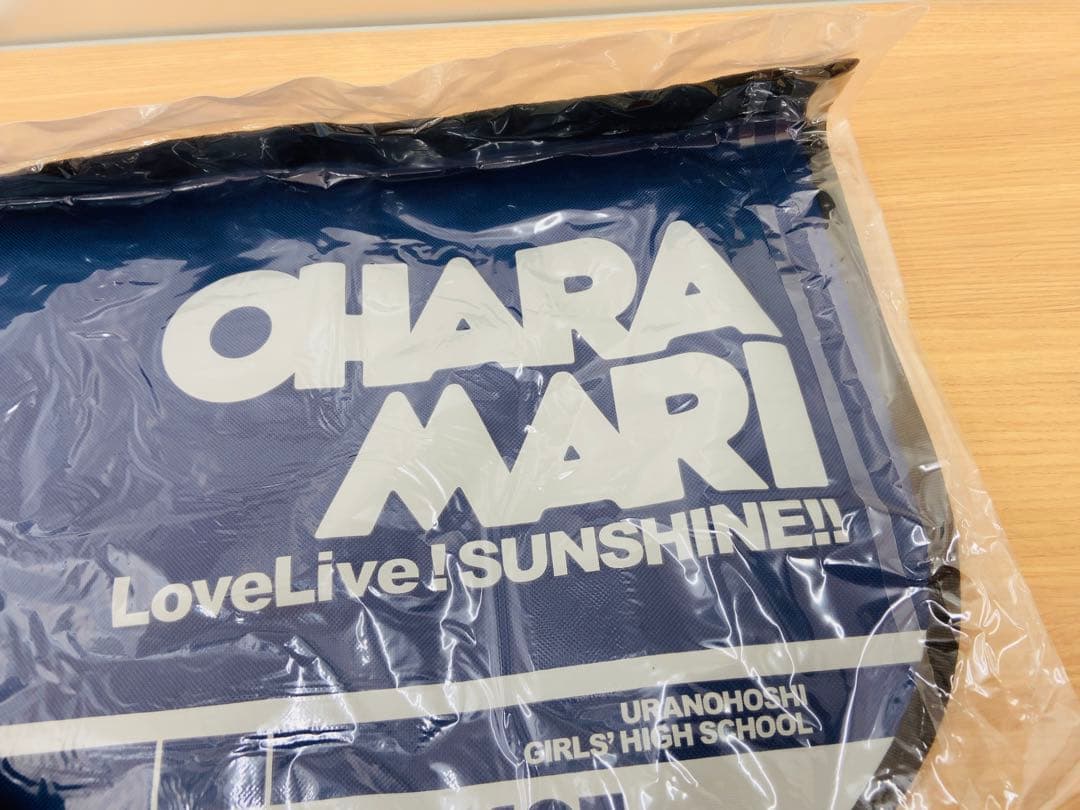 OHARA
MARI
LoveLive! SUNSHINE!!
URANOHOSHI
GIRLS' HIGH SCHOOL